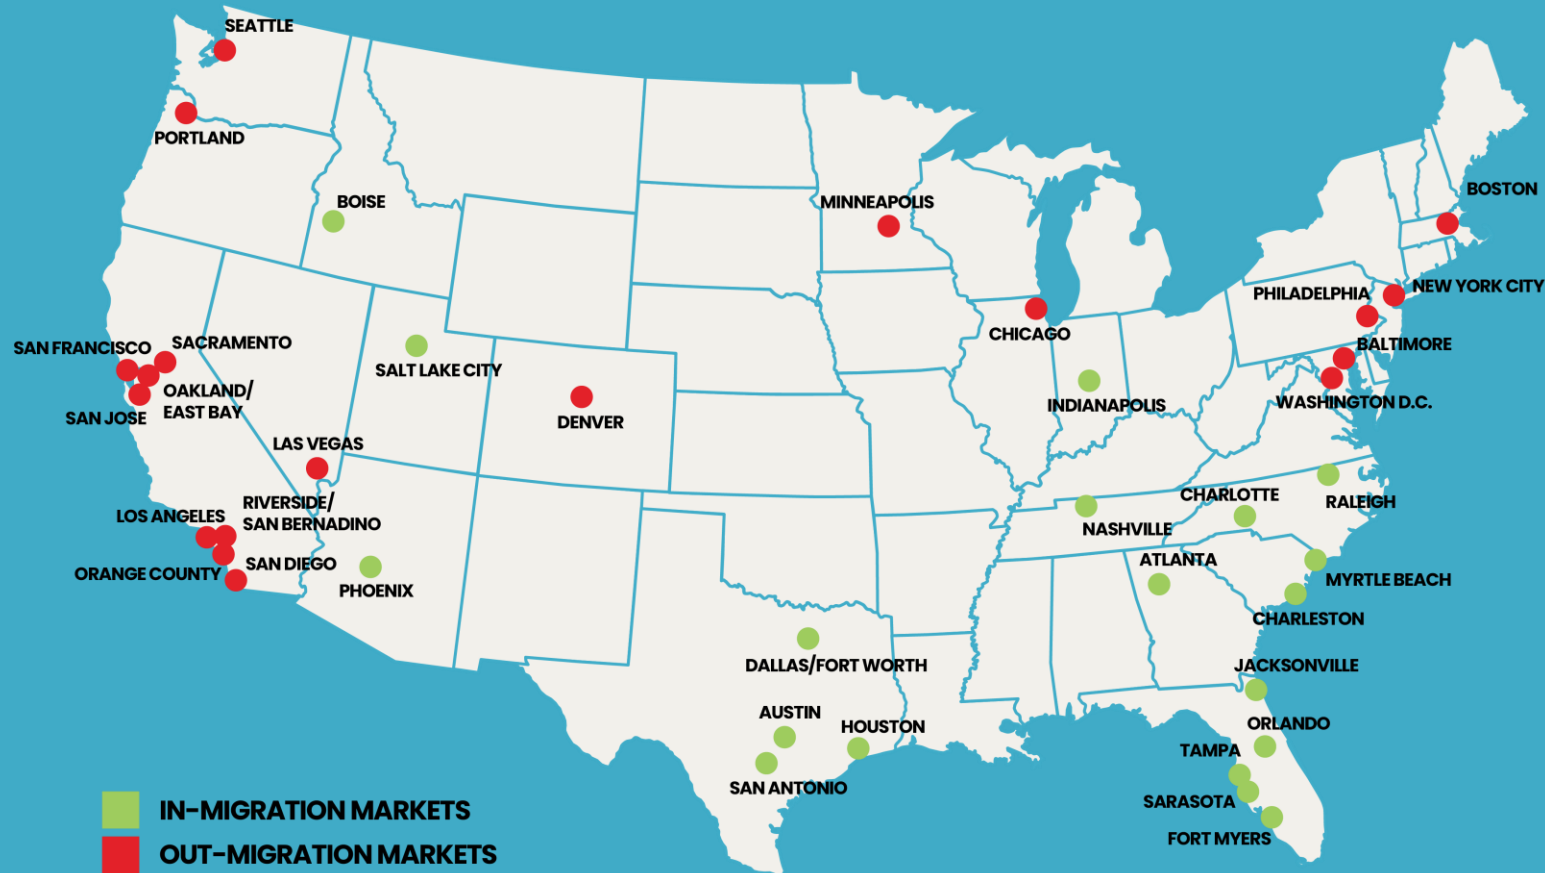 SEATTLE
PORTLAND
BOISE
MINNEAPOLIS
BOSTON
NEW YORK CITY
PHILADELPHIA
CHICAGO
BALTIMORE
WASHINGTON D.C.
SAN FRANCISCO
SACRAMENTO
OAKLAND/
EAST BAY
SAN JOSE
SALT LAKE CITY
DENVER
INDIANAPOLIS
LAS VEGAS
RIVERSIDE/
SAN BERNADINO
LOS ANGELES
ORANGE COUNTY
SAN DIEGO
PHOENIX
NASHVILLE
CHARLOTTE
RALEIGH
ATLANTA
MYRTLE BEACH
CHARLESTON
DALLAS/FORT WORTH
AUSTIN
HOUSTON
SAN ANTONIO
JACKSONVILLE
ORLANDO
TAMPA
SARASOTA
FORT MYERS
IN-MIGRATION MARKETS
OUT-MIGRATION MARKETS